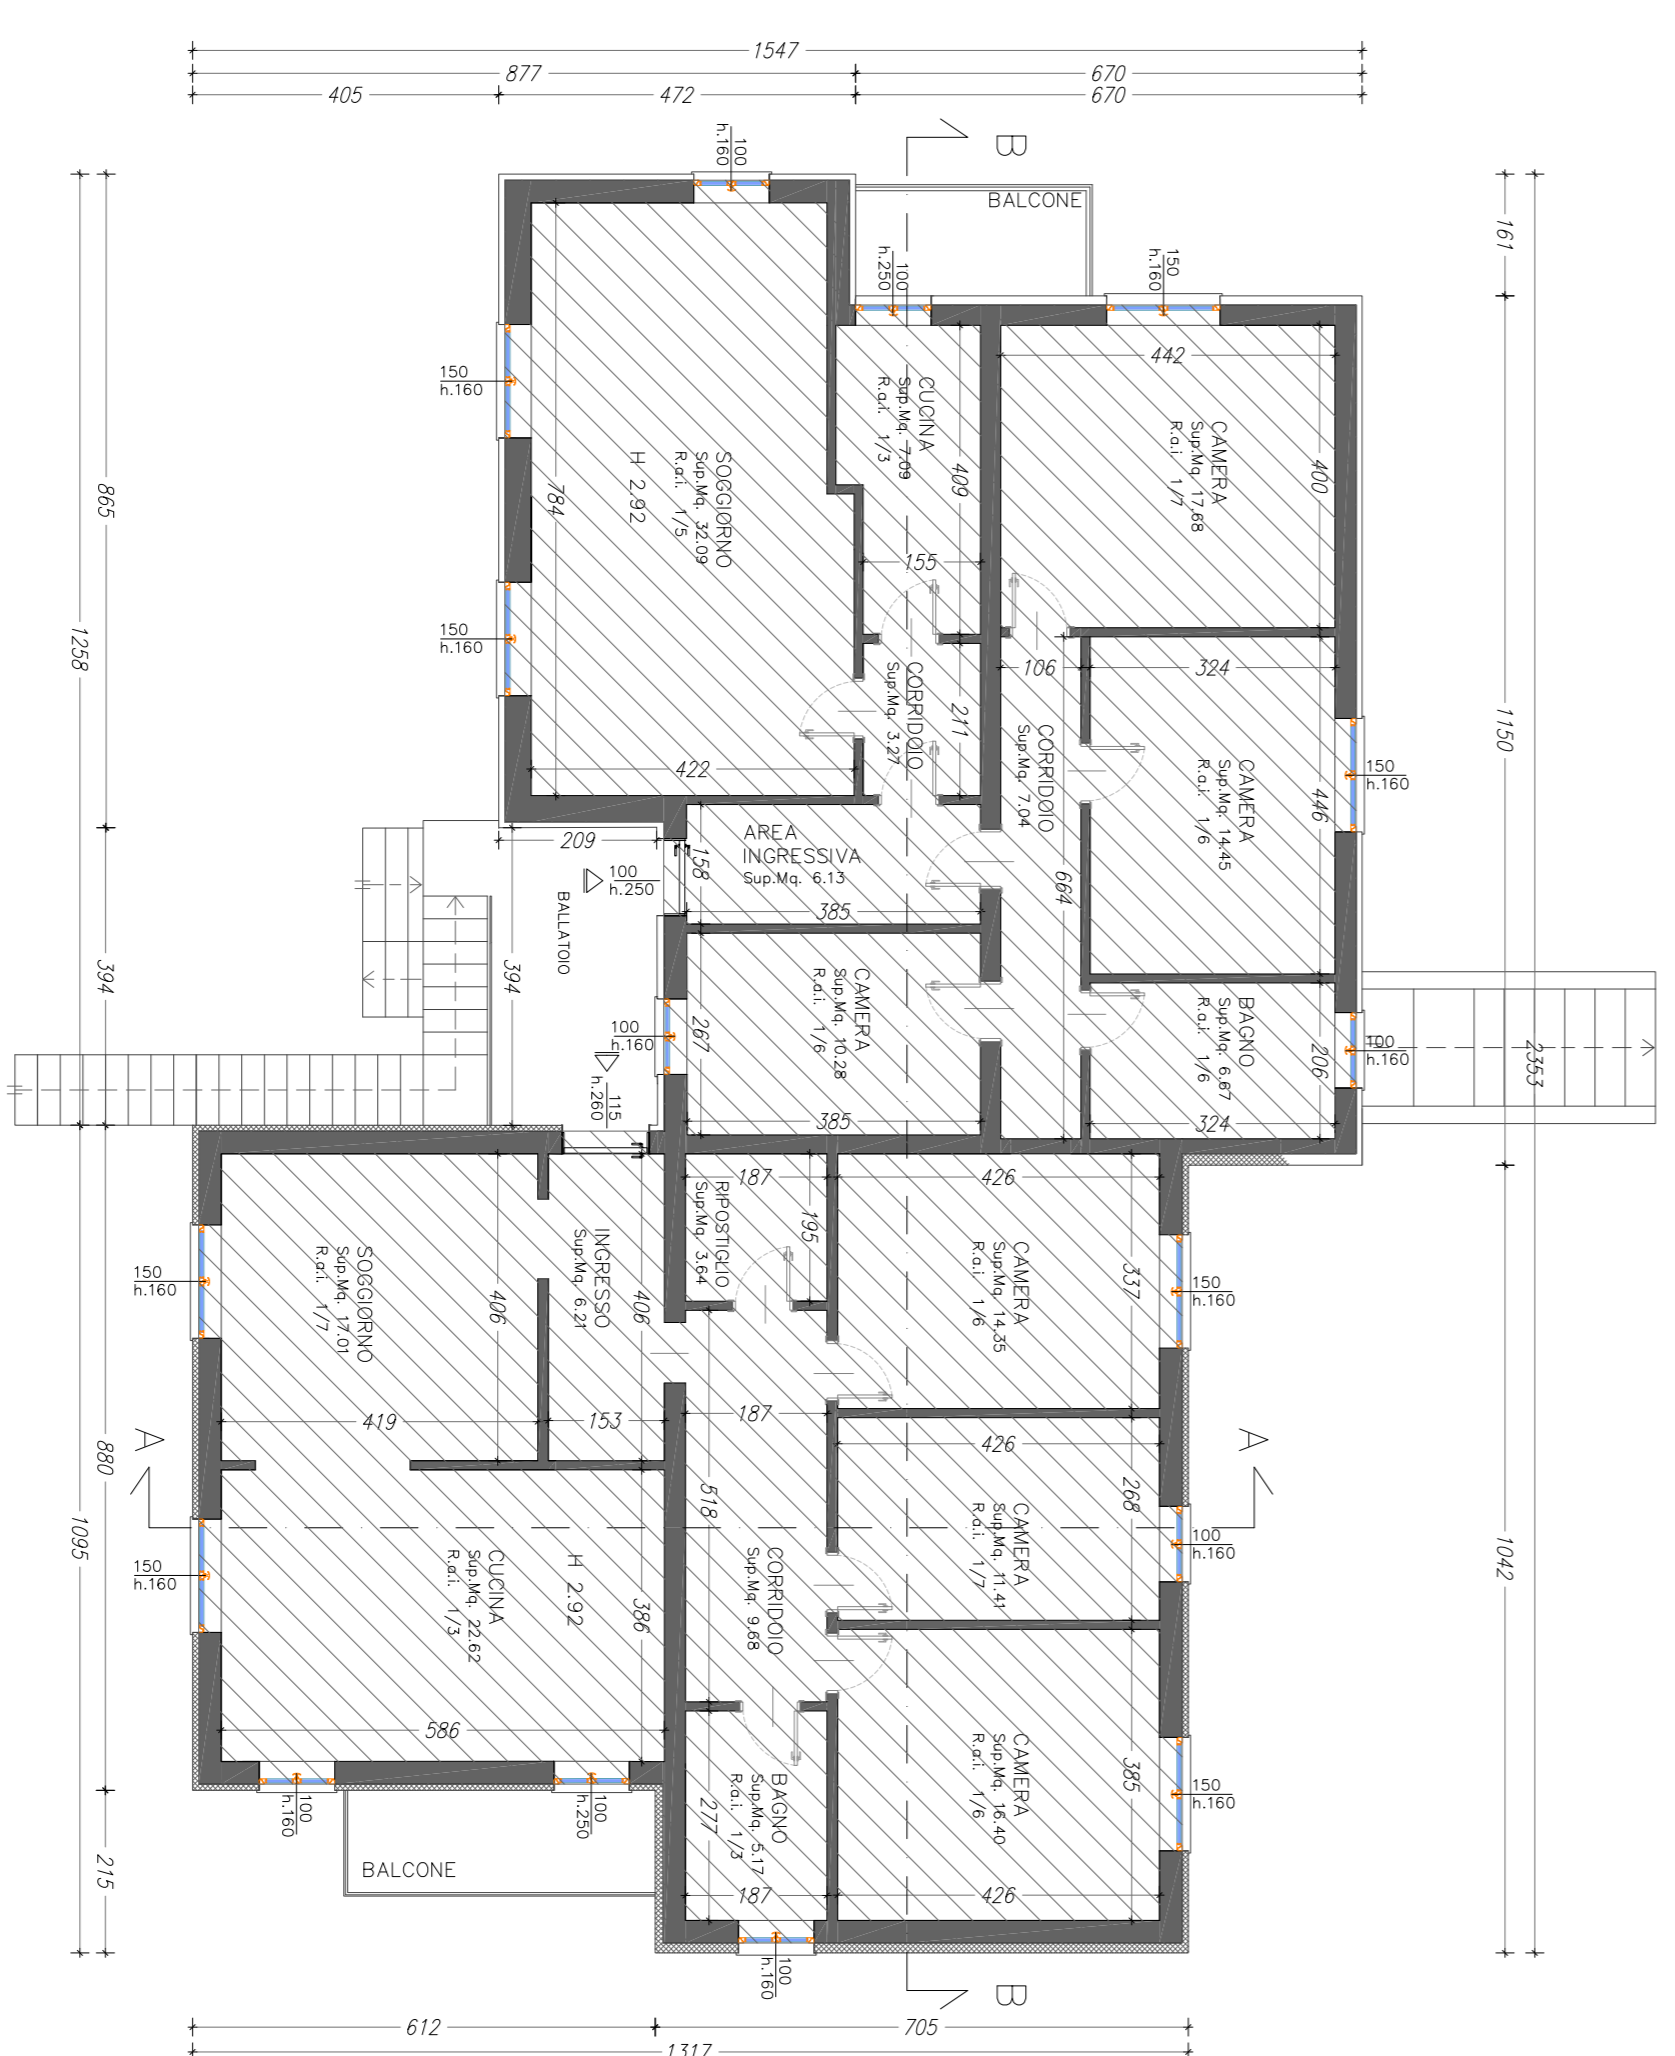 1547
877
670
405
472
670
B
100
h.160
BALCONE
161
100
h.250
150
h.160
442
CUCINA
Sup.Mq. 7.09
R.a.i. 1/3
409
CAMERA
Sup.Mq. 17.68
R.a.i 1/7
400
150
h.160
SOGGIORNO
Sup.Mq. 32.09
R.a.i. 1/5
H 2.92
784
865
155
1258
150
h.160
CORRIDOIO
Sup.Mq. 3.27
211
106
324
CORRIDOIO
Sup.Mq. 7.04
1150
422
CAMERA
Sup.Mq. 14.45
R.a.i. 1/6
446
150
h.160
209
AREA
INGRESSIVA
Sup.Mq. 6.13
158
100
h.250
385
664
BALLATOIO
394
394
CAMERA
Sup.Mq. 10.28
R.a.i. 1/6
267
100
h.160
BAGNO
Sup.Mq. 6.67
R.a.i. 1/6
206
100
h.160
2353
115
h.260
385
324
187
195
RIPOSTIGLIO
Sup.Mq. 3.64
426
CAMERA
Sup.Mq. 14.35
R.a.i 1/6
337
150
h.160
INGRESSO
Sup.Mq. 6.21
406
SOGGIORNO
Sup.Mq. 17.01
R.a.i. 1/7
406
150
h.160
419
153
187
426
A
A
880
518
CAMERA
Sup.Mq. 11.41
R.a.i. 1/7
268
100
h.160
1042
1095
150
h.160
CUCINA
Sup.Mq. 22.62
R.a.i. 1/3
H 2.92
386
CORRIDOIO
Sup.Mq. 9.68
586
CAMERA
Sup.Mq. 16.40
R.a.i. 1/6
385
150
h.160
100
h.160
100
h.250
BAGNO
Sup.Mq. 5.17
R.a.i. 1/3
277
215
BALCONE
187
426
100
h.160
B
612
705
1317